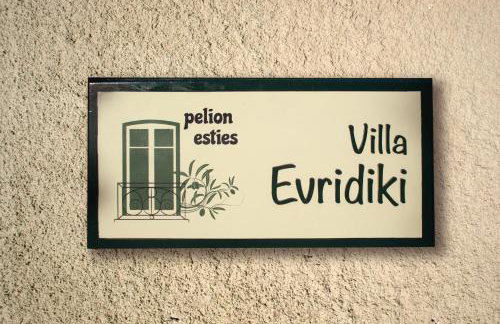 pelion
esties
Villa
Evridiki